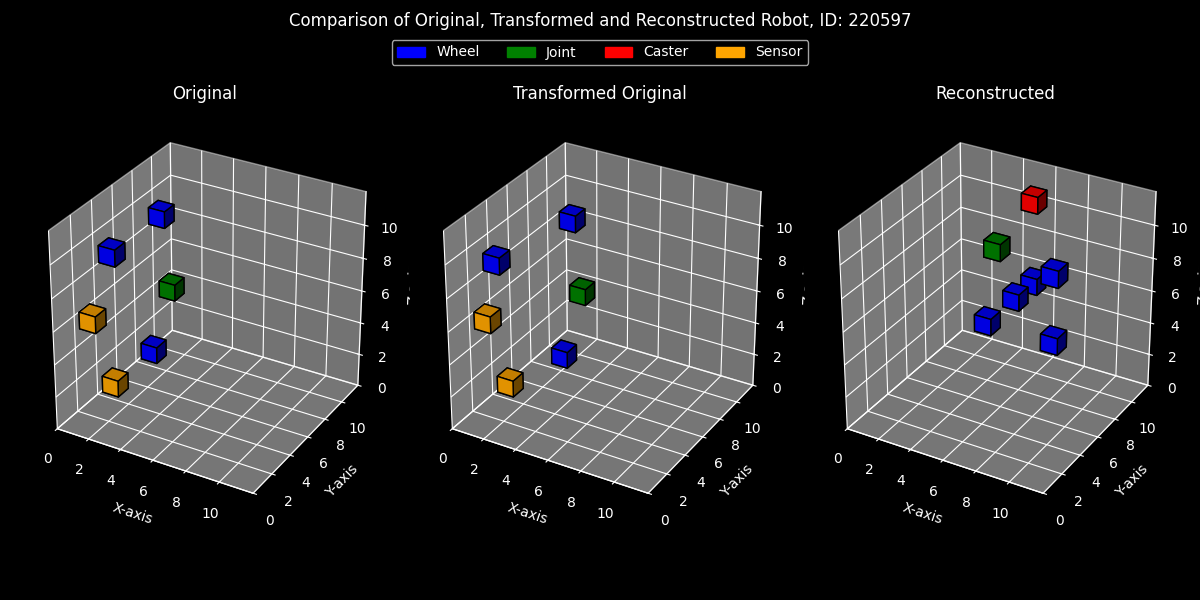 Comparison of Original, Transformed and Reconstructed Robot, ID: 220597
Wheel Joint Caster Sensor
Original Transformed Original Reconstructed
10 10 10
8 8 8
6 6 6
4 4 4
2 2 2
0 0 0
10 10 10
8 8 8
6 6 6
4 4 4
2 2 2
0 0 0
0 2 4 6 8 10 0 2 4 6 8 10 0 2 4 6 8 10
X-axis Y-axis X-axis Y-axis X-axis Y-axis